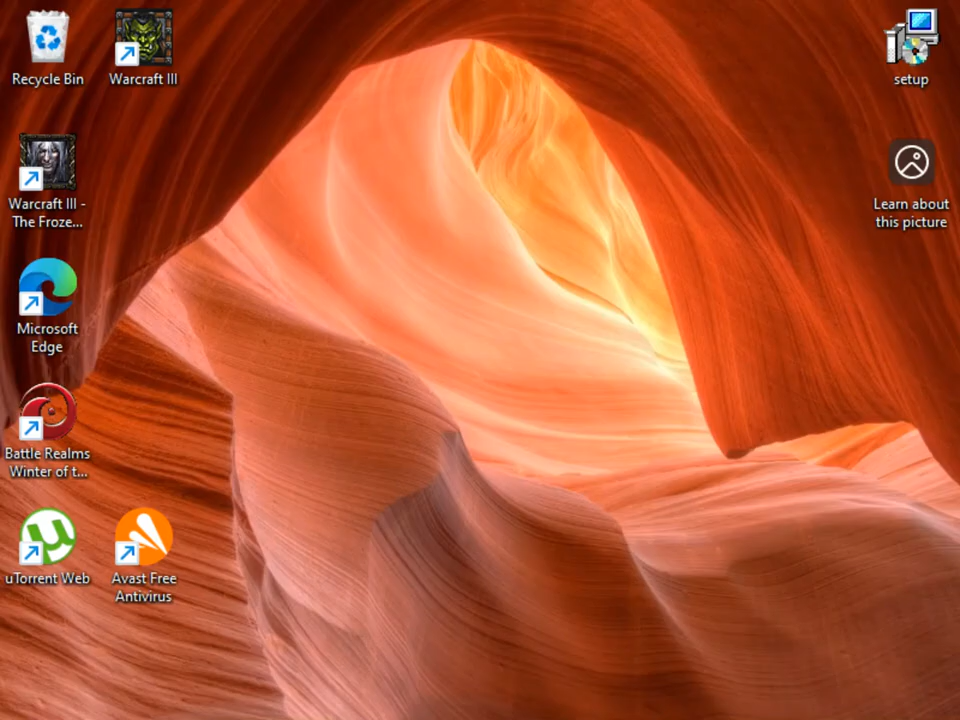 Recycle Bin
Warcraft III
setup
Warcraft III -
The Froze...
Learn about
this picture
Microsoft
Edge
Battle Realms
Winter of t...
uTorrent Web
Avast Free
Antivirus